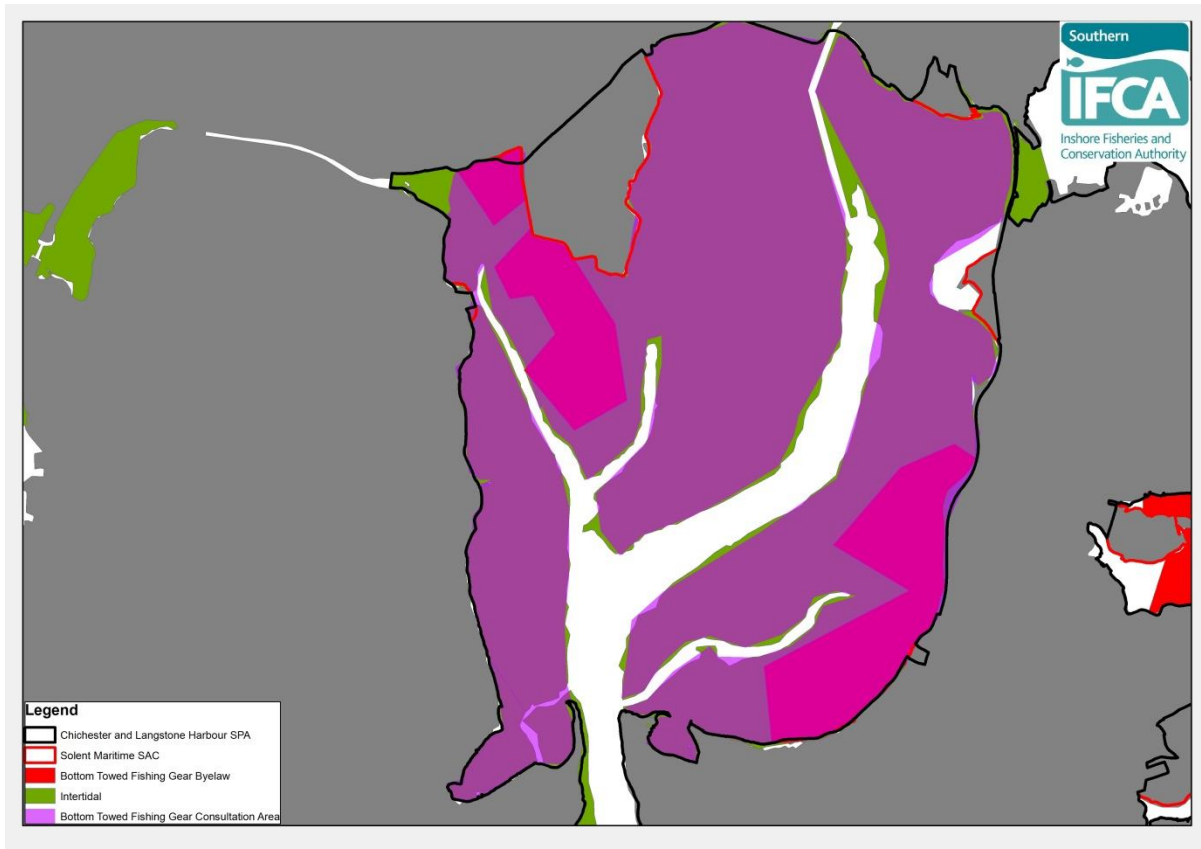 Southern
IFCA
Inshore Fisheries and
Conservation Authority
Legend
Chichester and Langstone Harbour SPA
Solent Maritime SAC
Bottom Towed Fishing Gear Byelaw
Intertidal
Bottom Towed Fishing Gear Consultation Area